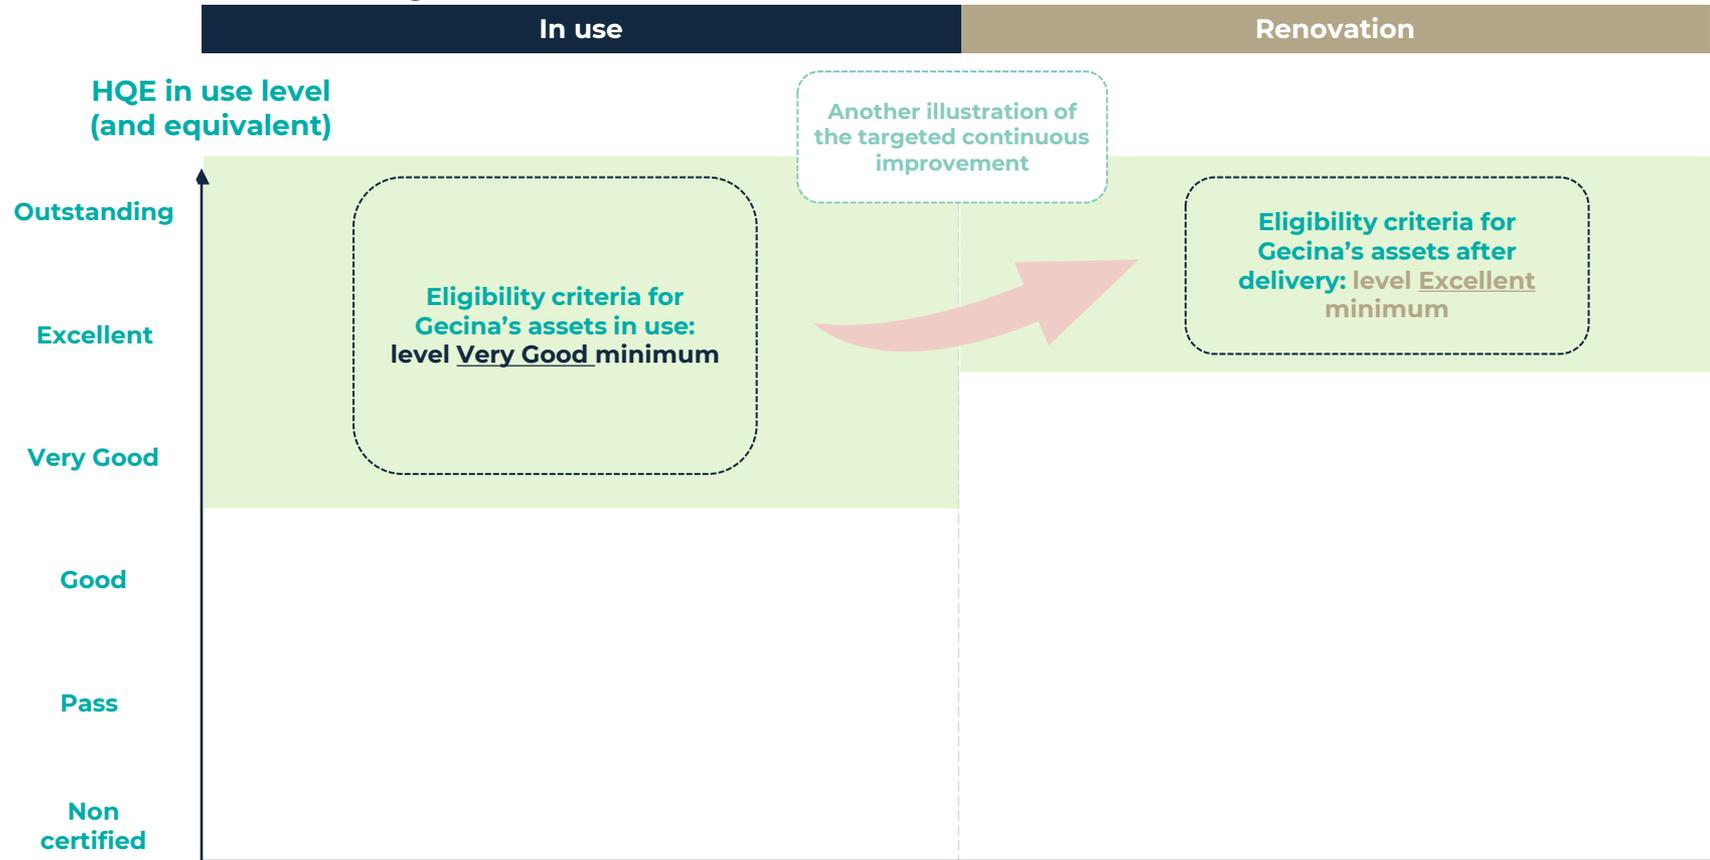 In use
Renovation
HQE in use level
(and equivalent)
Another illustration of
the targeted continuous
improvement
Outstanding
Excellent
Very Good
Good
Pass
Non
certified
Eligibility criteria for
Gecina’s assets in use:
level Very Good minimum
Eligibility criteria for
Gecina’s assets after
delivery: level Excellent
minimum